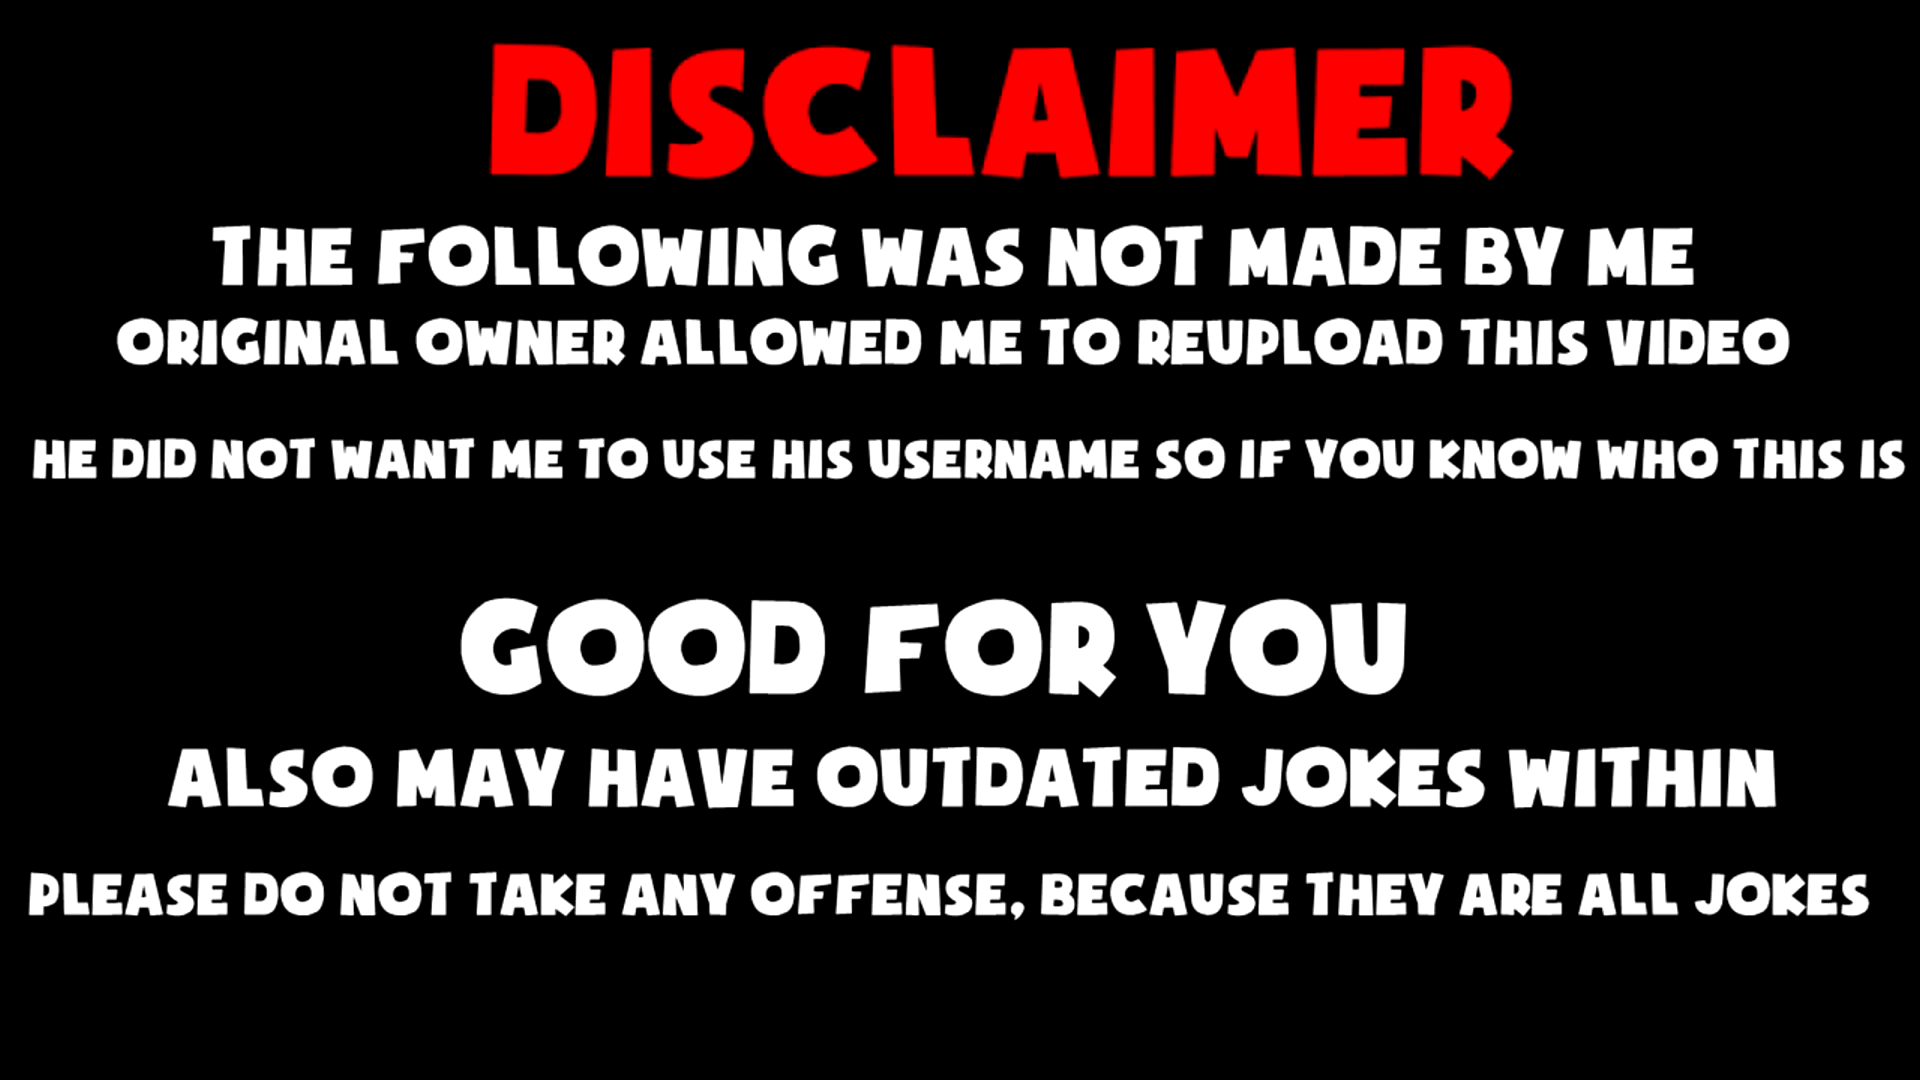 DISCLAIMER
THE FOLLOWING WAS NOT MADE BY ME
ORIGINAL OWNER ALLOWED ME TO REUPLOAD THIS VIDEO
HE DID NOT WANT ME TO USE HIS USERNAME SO IF YOU KNOW WHO THIS IS
GOOD FOR YOU
ALSO MAY HAVE OUTDATED JOKES WITHIN
PLEASE DO NOT TAKE ANY OFFENSE, BECAUSE THEY ARE ALL JOKES